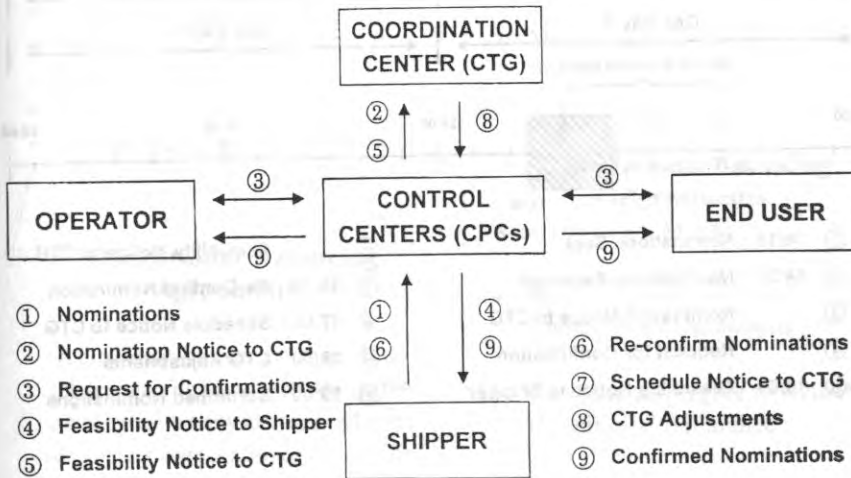 COORDINATION
CENTER (CTG)
②
⑧
⑤
③
③
OPERATOR
CONTROL
CENTERS (CPCs)
END USER
⑨
⑨
①
④
⑥
⑨
SHIPPER
① Nominations
② Nomination Notice to CTG
③ Request for Confirmations
④ Feasibility Notice to Shipper
⑤ Feasibility Notice to CTG
⑥ Re-confirm Nominations
⑦ Schedule Notice to CTG
⑧ CTG Adjustments
⑨ Confirmed Nominations